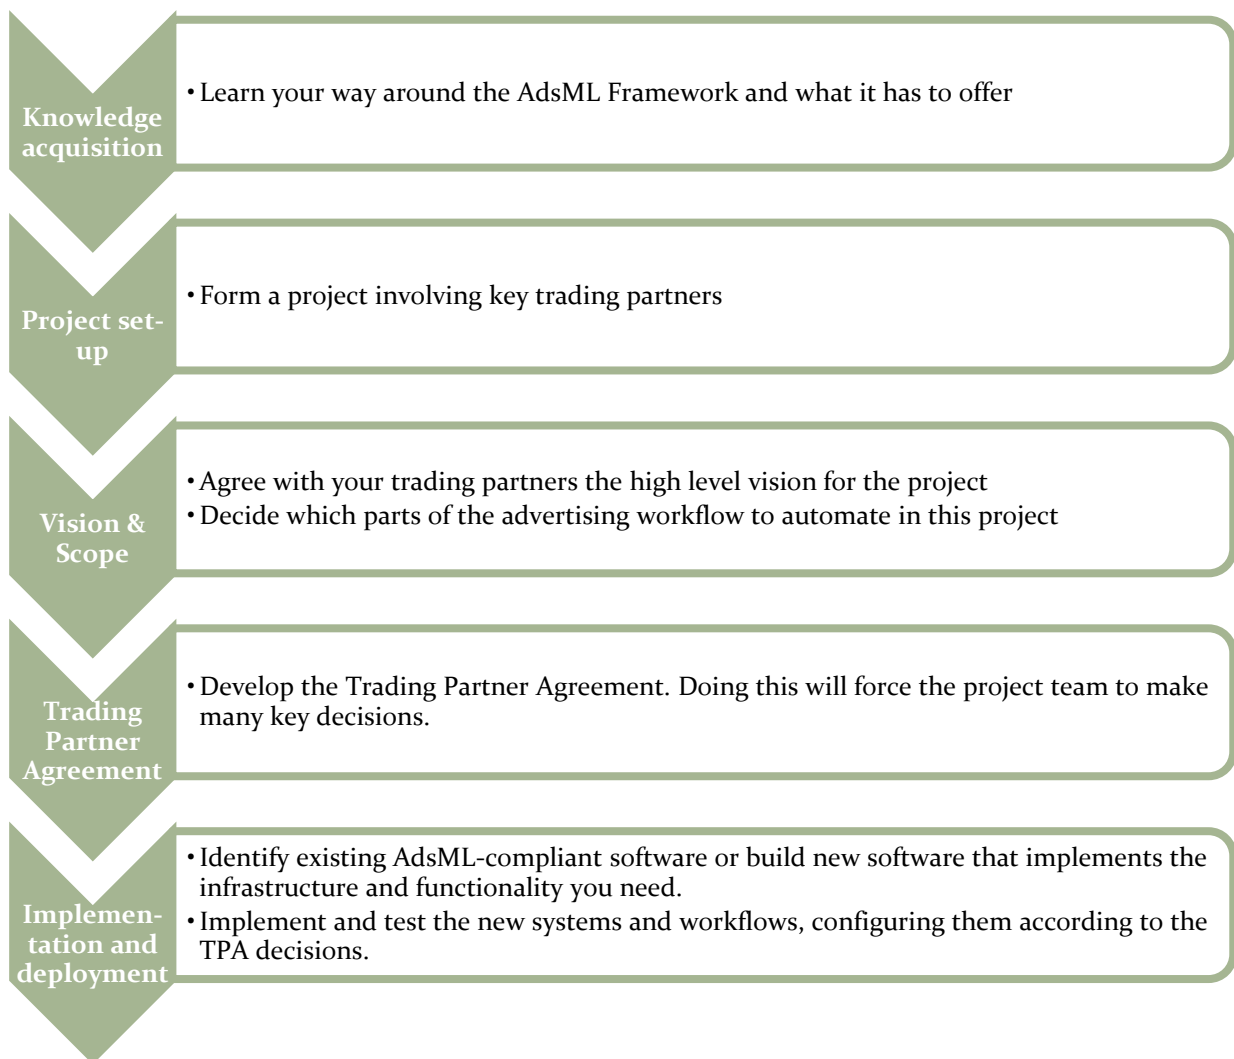 Knowledge
acquisition
• Learn your way around the AdsML Framework and what it has to offer
Project set-
up
• Form a project involving key trading partners
Vision &
Scope
• Agree with your trading partners the high level vision for the project
• Decide which parts of the advertising workflow to automate in this project
Trading
Partner
Agreement
• Develop the Trading Partner Agreement. Doing this will force the project team to make
many key decisions.
Implemen-
tation and
deployment
• Identify existing AdsML-compliant software or build new software that implements the
infrastructure and functionality you need.
• Implement and test the new systems and workflows, configuring them according to the
TPA decisions.